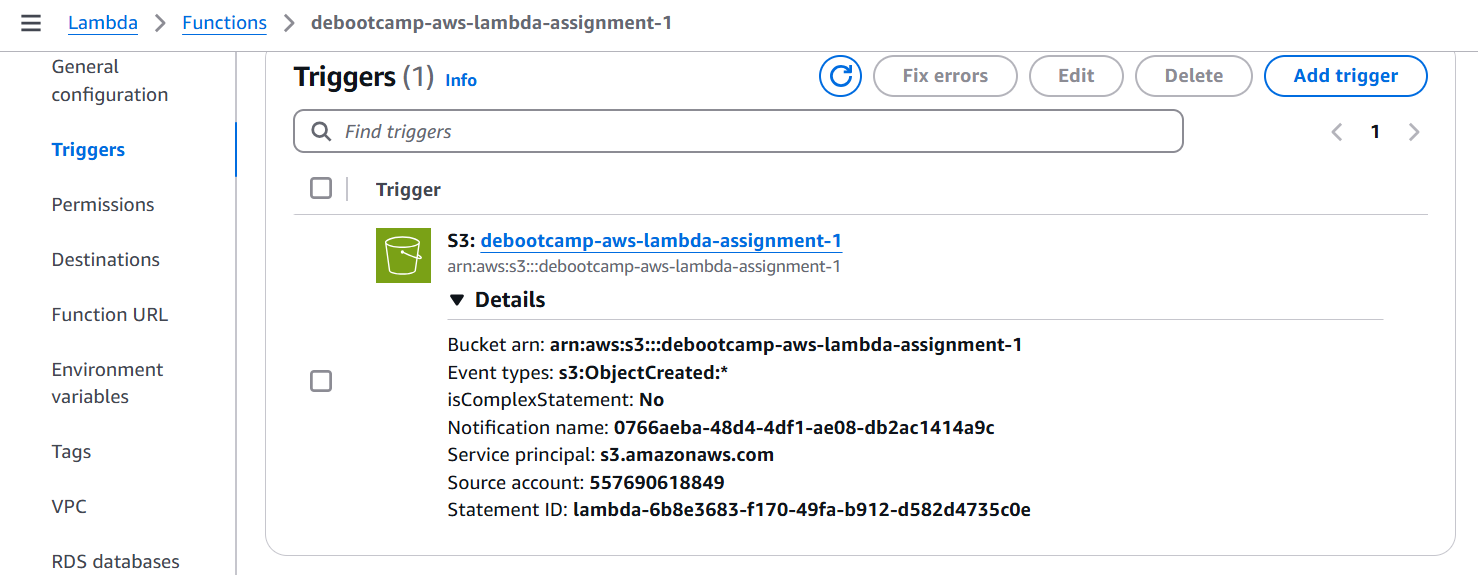 Lambda > Functions > debootcamp-aws-lambda-assignment-1
General
configuration
Triggers
Permissions
Destinations
Function URL
Environment
variables
Tags
VPC
RDS databases
Triggers (1) Info
Fix errors
Edit
Delete
Add trigger
Find triggers
1
Trigger
S3: debootcamp-aws-lambda-assignment-1
arn:aws:s3:::debootcamp-aws-lambda-assignment-1
Details
Bucket arn: arn:aws:s3:::debootcamp-aws-lambda-assignment-1
Event types: s3:ObjectCreated:*
isComplexStatement: No
Notification name: 0766aeba-48d4-4df1-ae08-db2ac1414a9c
Service principal: s3.amazonaws.com
Source account: 557690618849
Statement ID: lambda-6b8e3683-f170-49fa-b912-d582d4735c0e